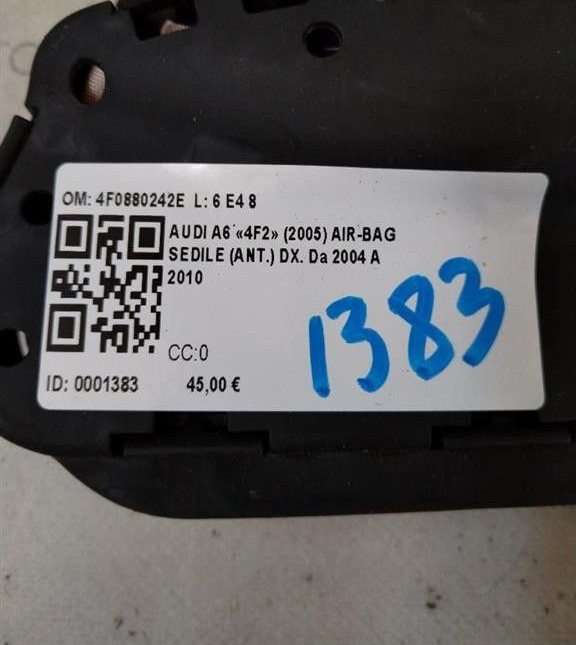 OM: 4F0880242E L: 6 E4 8
AUDI A6 «4F2» (2005) AIR-BAG
SEDILE (ANT.) DX. Da 2004 A
2010
CC:0
ID: 0001383 45,00 €
1383